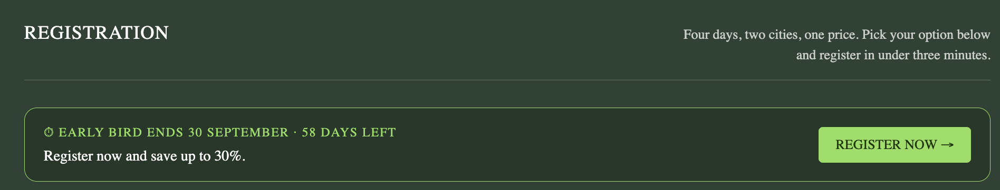 REGISTRATION
Four days, two cities, one price. Pick your option below
and register in under three minutes.
⏱ EARLY BIRD ENDS 30 SEPTEMBER · 58 DAYS LEFT
Register now and save up to 30%.
REGISTER NOW →